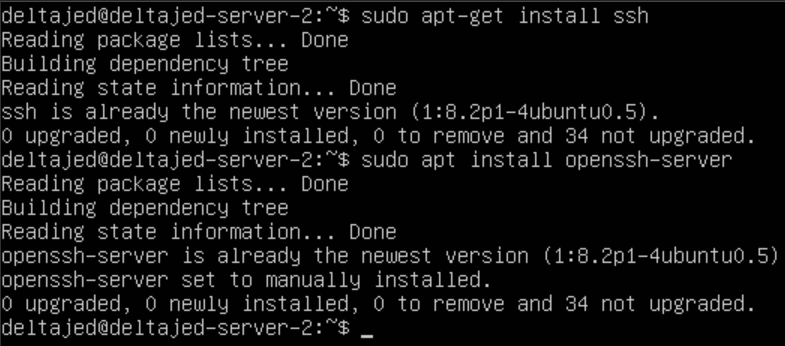 deltajed@deltajed-server-2:~$ sudo apt-get install ssh
Reading package lists... Done
Building dependency tree
Reading state information... Done
ssh is already the newest version (1:8.2p1-4ubuntu0.5).
0 upgraded, 0 newly installed, 0 to remove and 34 not upgraded.
deltajed@deltajed-server-2:~$ sudo apt install openssh-server
Reading package lists... Done
Building dependency tree
Reading state information... Done
openssh-server is already the newest version (1:8.2p1-4ubuntu0.5)
openssh-server set to manually installed.
0 upgraded, 0 newly installed, 0 to remove and 34 not upgraded.
deltajed@deltajed-server-2:~$ _